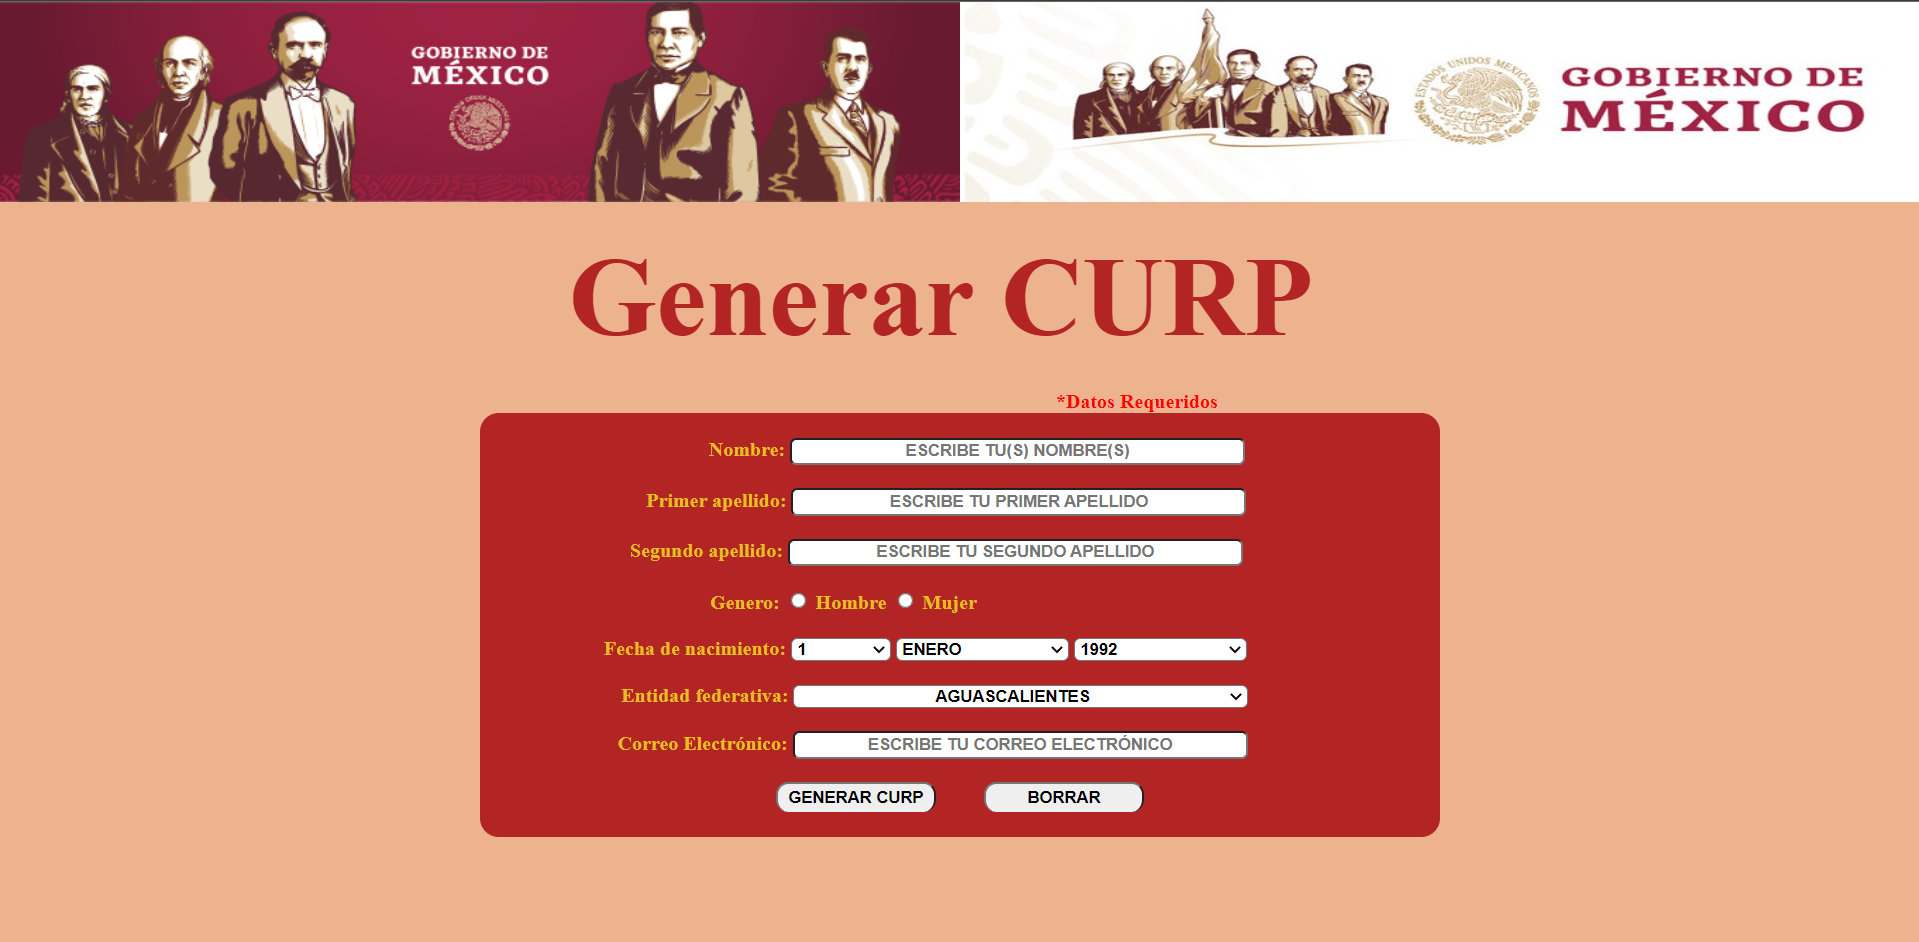 GOBIERNO DE
MÉXICO
ESTADOS UNIDOS MEXICANOS
GOBIERNO DE
MÉXICO
Generar CURP
*Datos Requeridos
Nombre: ESCRIBE TU(S) NOMBRE(S)
Primer apellido: ESCRIBE TU PRIMER APELLIDO
Segundo apellido: ESCRIBE TU SEGUNDO APELLIDO
Genero: Hombre Mujer
Fecha de nacimiento: 1 ENERO 1992
Entidad federativa: AGUASCALIENTES
Correo Electrónico: ESCRIBE TU CORREO ELECTRÓNICO
GENERAR CURP BORRAR